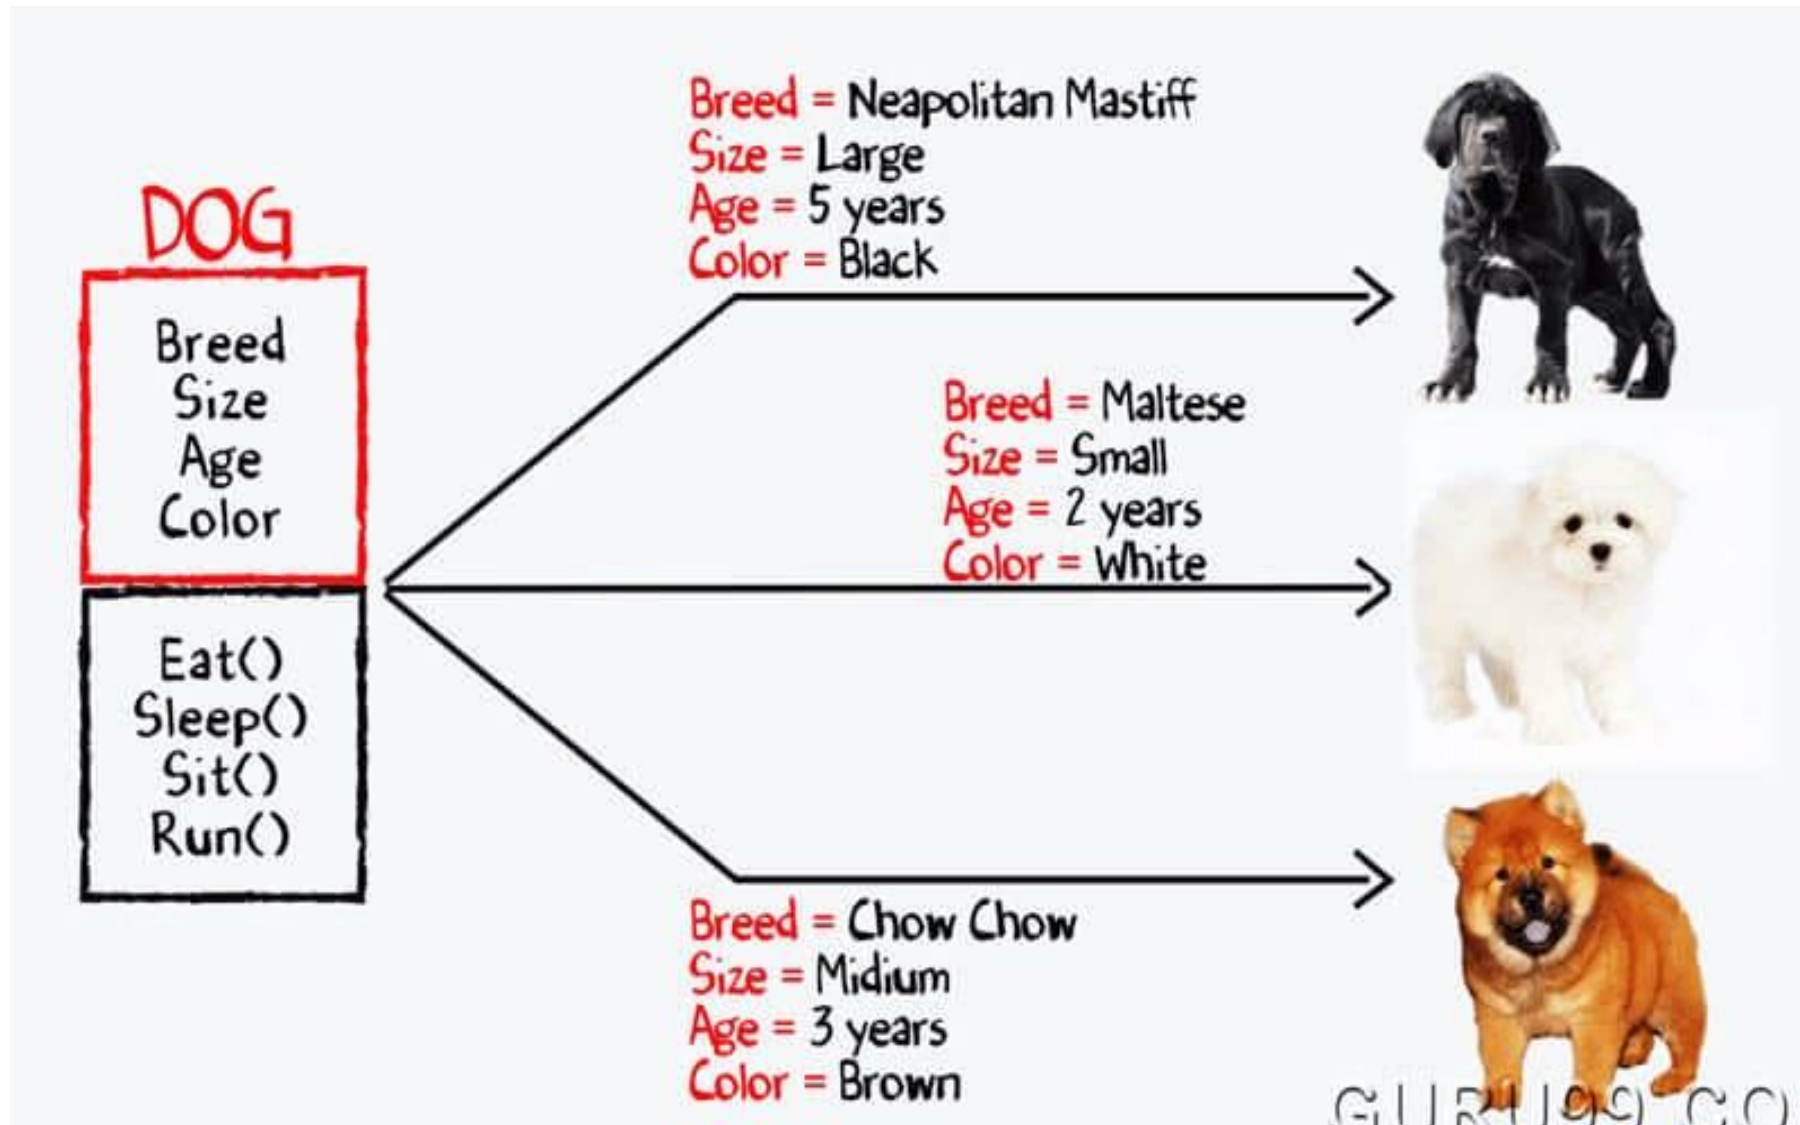 DOG
Breed
Size
Age
Color
Eat()
Sleep()
Sit()
Run()
Breed = Neapolitan Mastiff
Size = Large
Age = 5 years
Color = Black
Breed = Maltese
Size = Small
Age = 2 years
Color = White
Breed = Chow Chow
Size = Midium
Age = 3 years
Color = Brown
GURU99.CO